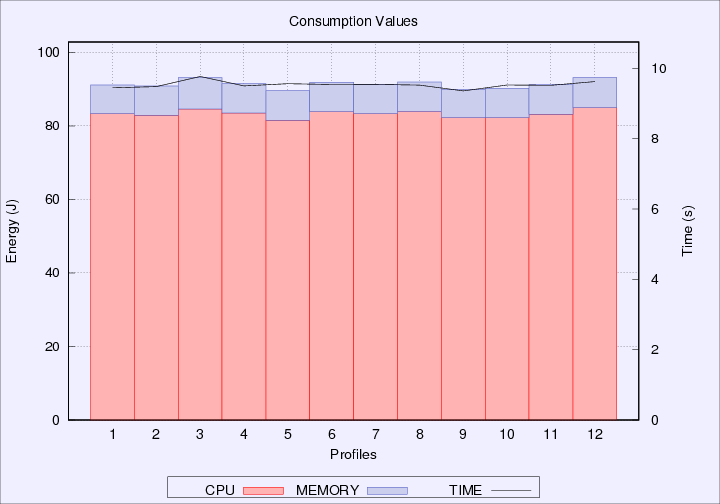 Consumption Values
100
80
60
40
20
0
Energy (J)
10
8
6
4
2
0
Time (s)
1 2 3 4 5 6 7 8 9 10 11 12
Profiles
CPU MEMORY TIME